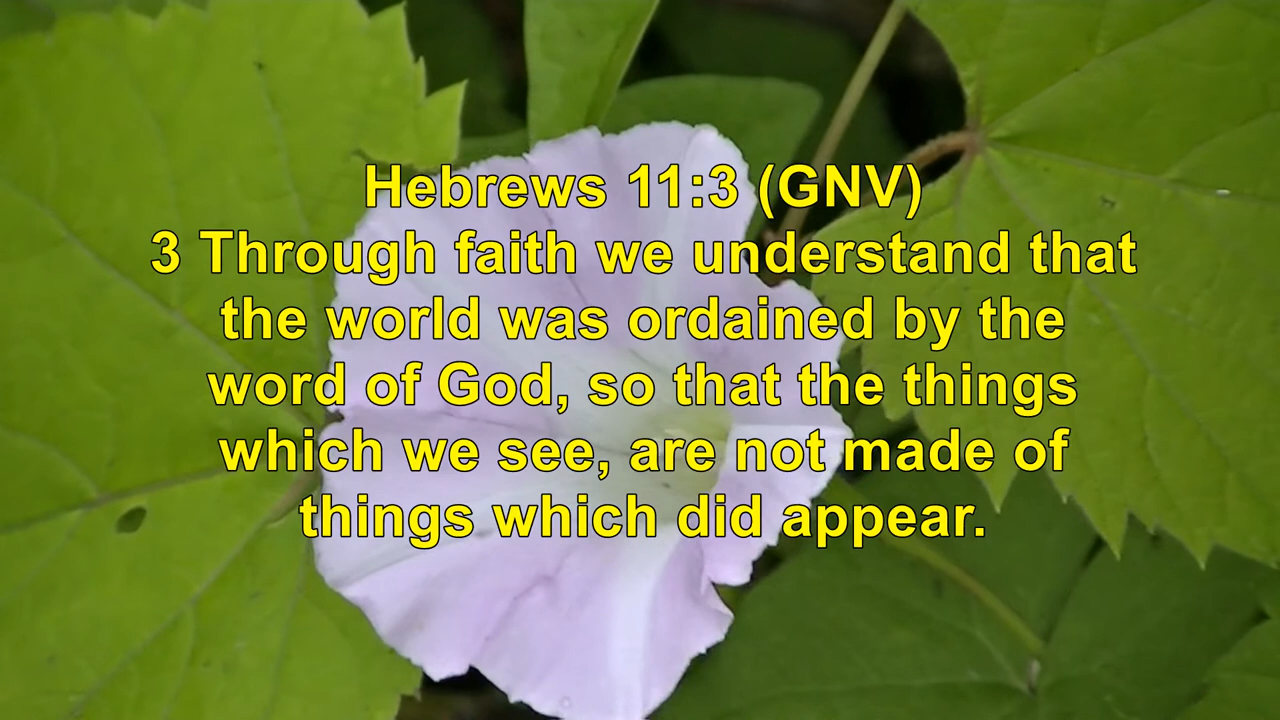 Hebrews 11:3 (GNV)
3 Through faith we understand that
the world was ordained by the
word of God, so that the things
which we see, are not made of
things which did appear.